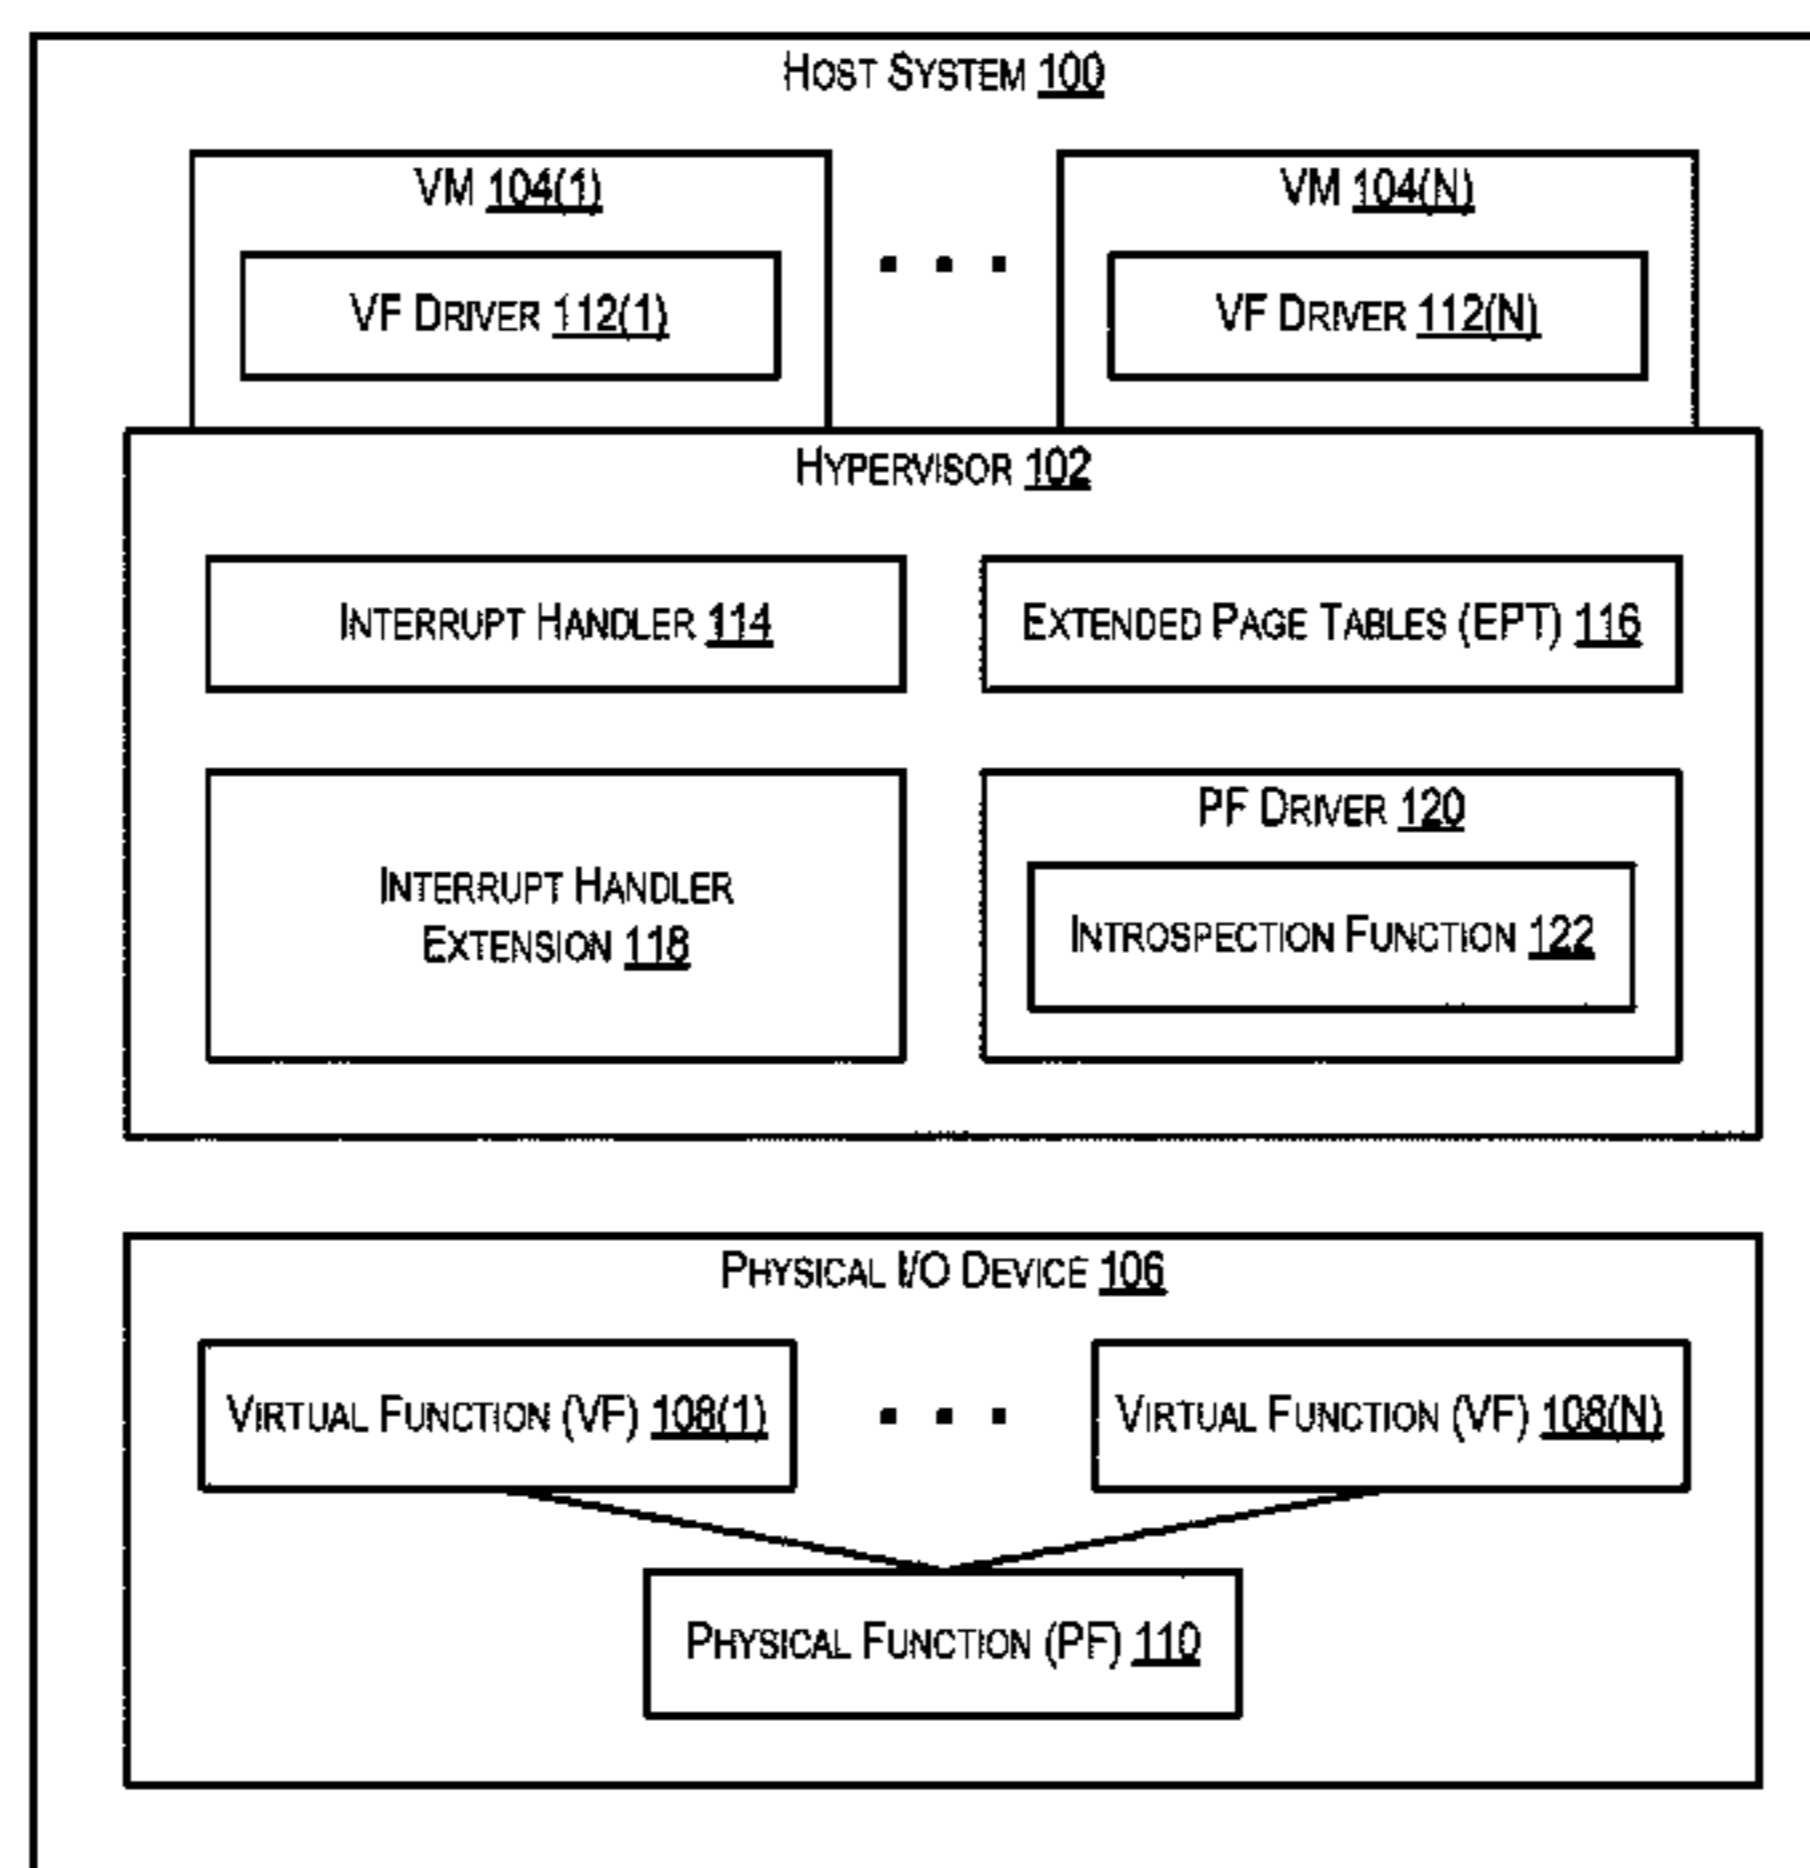 HOST SYSTEM 100
VM 104(1)
VM 104(N)
VF DRIVER 112(1)
VF DRIVER 112(N)
HYPERVISOR 102
INTERRUPT HANDLER 114
EXTENDED PAGE TABLES (EPT) 116
INTERRUPT HANDLER
EXTENSION 118
PF DRIVER 120
INTROSPECTION FUNCTION 122
PHYSICAL I/O DEVICE 106
VIRTUAL FUNCTION (VF) 108(1)
VIRTUAL FUNCTION (VF) 108(N)
PHYSICAL FUNCTION (PF) 110